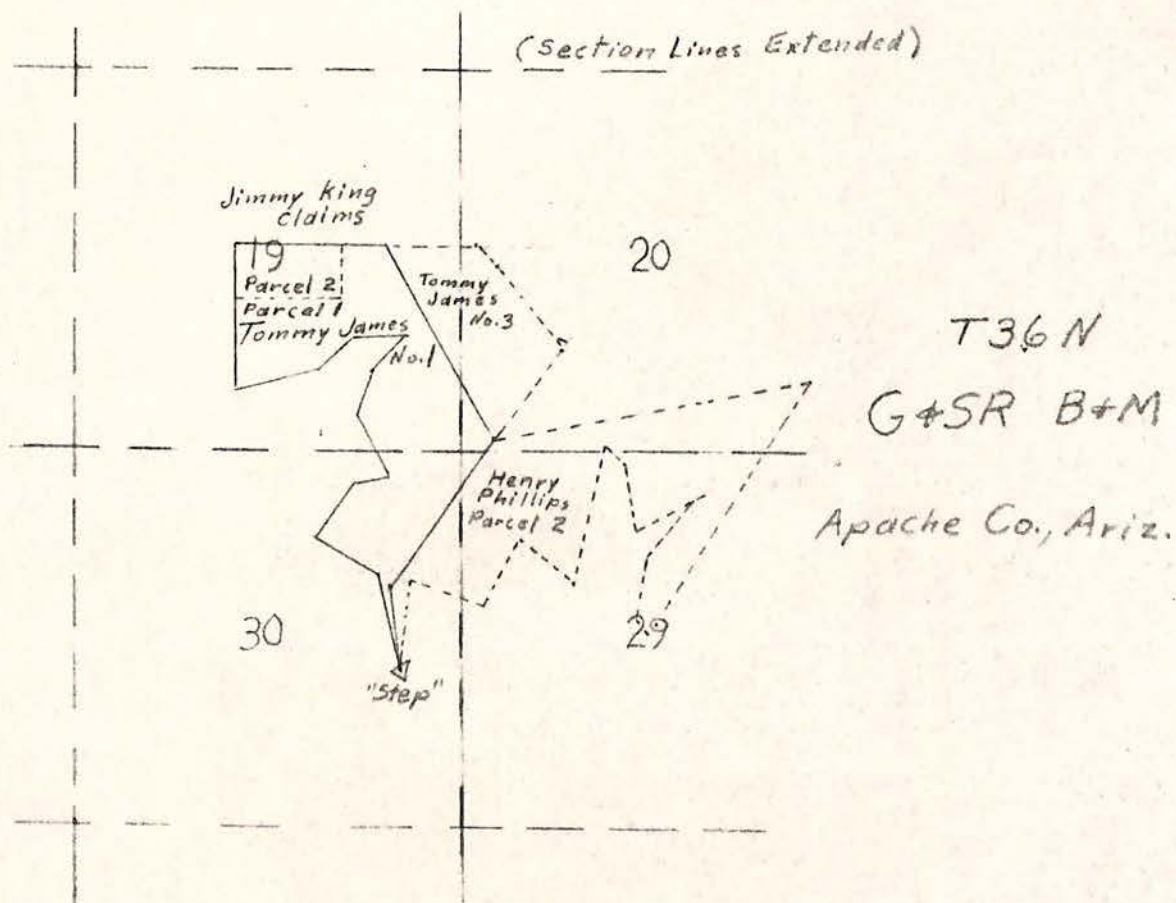 (Section Lines Extended)
Jimmy King
Claims
19
20
Parcel 2
Parcel 1
Tommy James
No. 1
Tommy
James
No. 3
T36N
G&SR B&M
Apache Co., Ariz.
Henry
Phillips
Parcel 2
30
29
"Step"